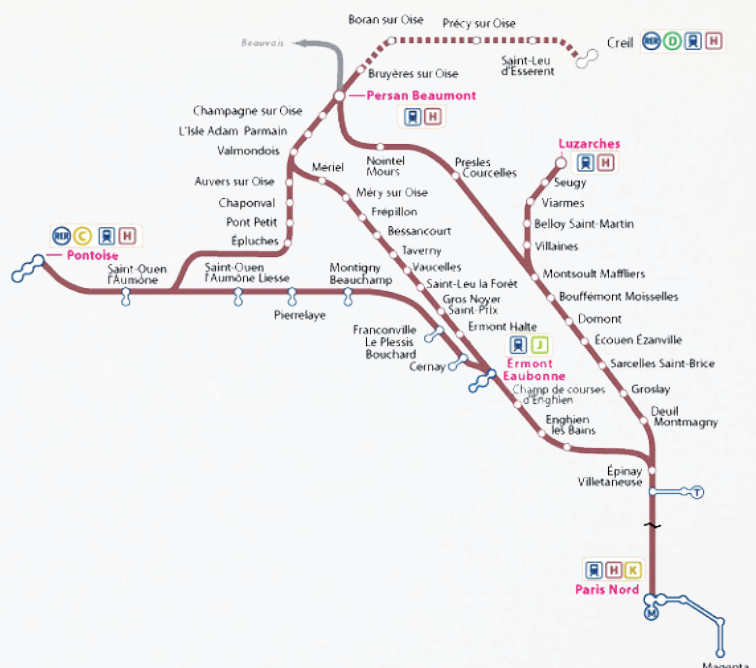 Boran sur Oise
Précy sur Oise
Beauvais
Creil
RER D H
Saint-Leu
d'Esserent
Bruyères sur Oise
Persan Beaumont
H
Champagne sur Oise
L'Isle Adam Parmain
Valmondois
Nointel
Mours
Presles
Courcelles
Luzarches
H
Mériel
Auvers sur Oise
Méry sur Oise
Seugy
Chaponval
Frépillon
Viarmes
Pont Petit
Bessancourt
Belloy Saint-Martin
Épluches
Taverny
Villaines
RER C H
Pontoise
Saint-Ouen
l'Aumône
Saint-Ouen
l'Aumône Liesse
Montigny
Beauchamp
Vaucelles
Montsoult Maffliers
Saint-Leu la Forêt
Gros Noyer
Saint-Prix
Bouffémont Moisselles
Pierrelaye
Domont
Franconville
Le Plessis
Bouchard
Ermont Halte
Écouen Ézanville
J
Cernay
Ermont
Eaubonne
Sarcelles Saint-Brice
Champ de courses
d'Enghien
Groslay
Enghien
les Bains
Deuil
Montmagny
Épinay
Villetaneuse
T
H K
Paris Nord
M
Magenta